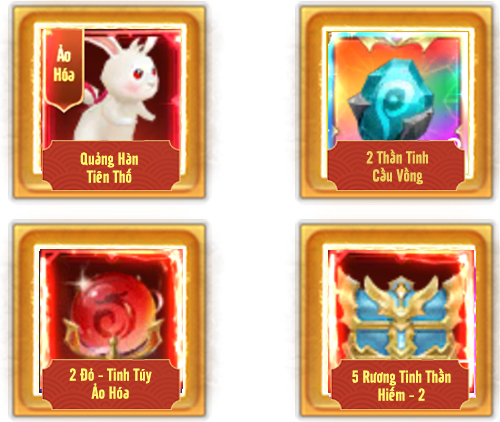 Ảo
Hóa
Quảng Hàn
Tiên Thố
2 Thần Tinh
Cầu Vồng
2 Đỏ - Tinh Túy
Ảo Hóa
5 Rương Tinh Thần
Hiếm - 2